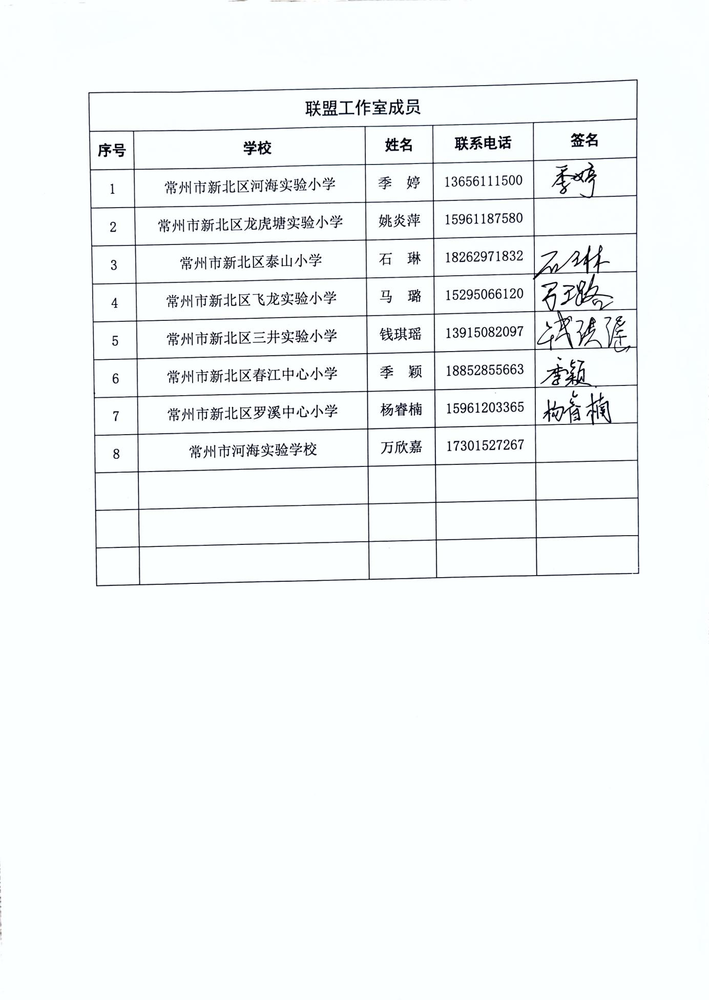 联盟工作室成员
序号 学校 姓名 联系电话 签名
1 常州市新北区河海实验小学 季 婷 13656111500 季婷
2 常州市新北区龙虎塘实验小学 姚炎萍 15961187580
3 常州市新北区泰山小学 石 琳 18262971832 石琳
4 常州市新北区飞龙实验小学 马 璐 15295066120 马璐
5 常州市新北区三井实验小学 钱琪瑶 13915082097 钱琪瑶
6 常州市新北区春江中心小学 季 颖 18852855663 季颖
7 常州市新北区罗溪中心小学 杨睿楠 15961203365 杨睿楠
8 常州市河海实验学校 万欣嘉 17301527267